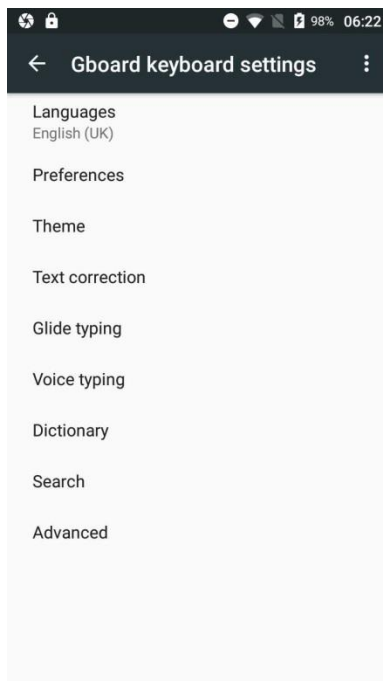 98% 06:22
Gboard keyboard settings
Languages
English (UK)
Preferences
Theme
Text correction
Glide typing
Voice typing
Dictionary
Search
Advanced